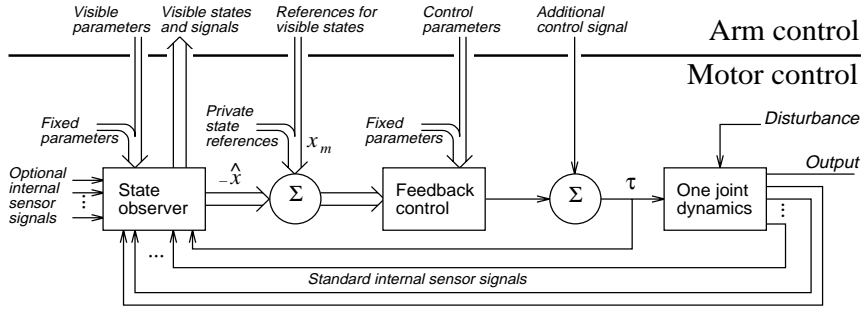 Visible parameters
Visible states and signals
References for visible states
Control parameters
Additional control signal
Arm control
Motor control
Fixed parameters
Private state references
x_m
Fixed parameters
Disturbance
Optional internal sensor signals
State observer
-x̂
Σ
Feedback control
Σ
τ
One joint dynamics
Output
...
Standard internal sensor signals